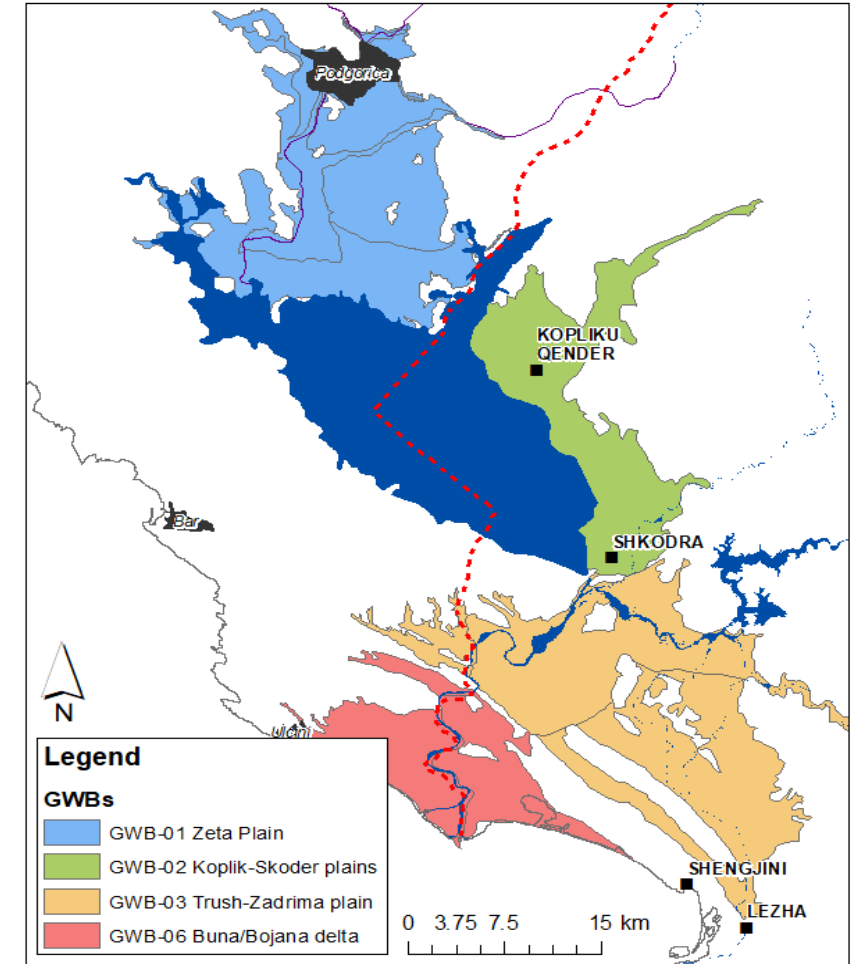 Podgorica
KOPLIKU
QENDER
Bar
SHKODRA
N
ulcinj
Legend
GWBs
GWB-01 Zeta Plain
GWB-02 Koplik-Skoder plains
GWB-03 Trush-Zadrima plain
GWB-06 Buna/Bojana delta
SHENGJINI
LEZHA
0 3.75 7.5 15 km